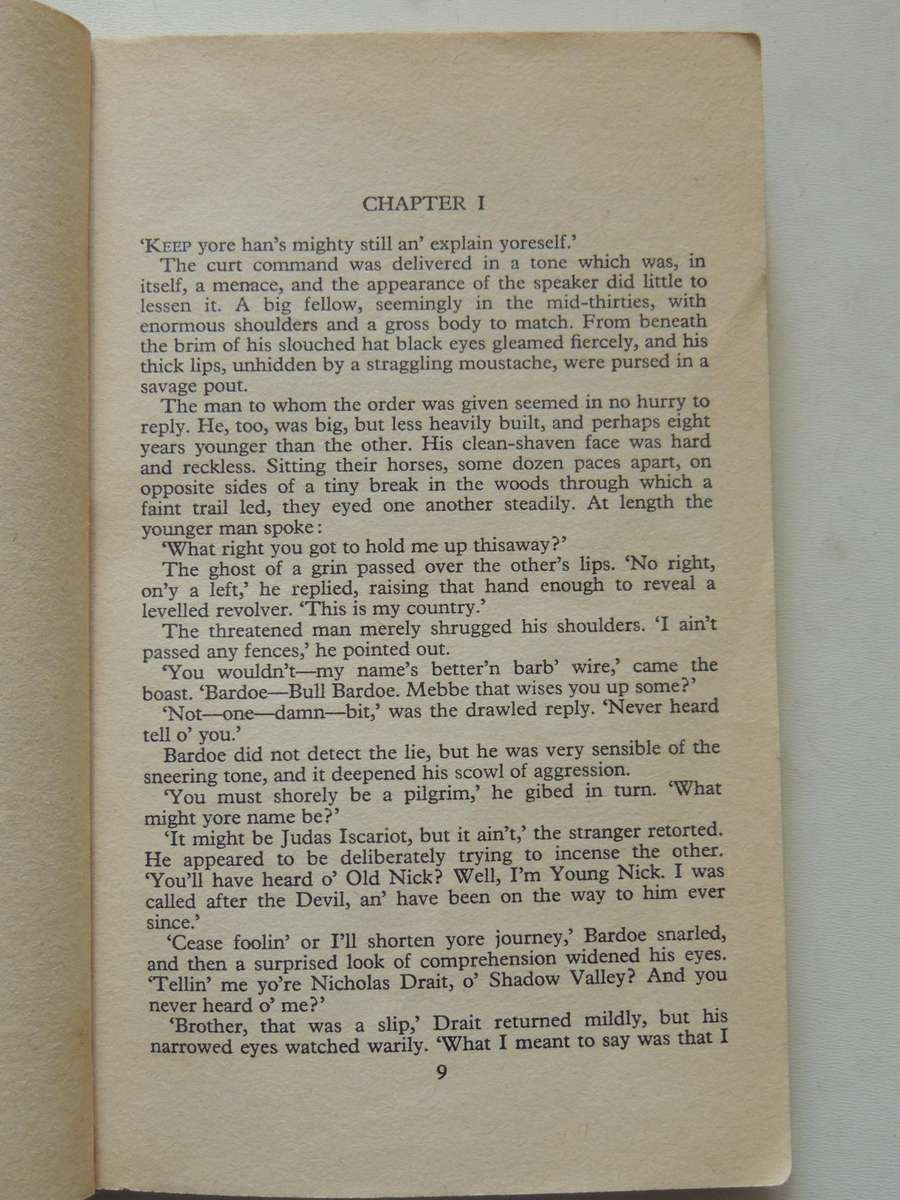 CHAPTER I
‘KEEP yore han's mighty still an' explain yoreself.’
The curt command was delivered in a tone which was, in
itself, a menace, and the appearance of the speaker did little to
lessen it. A big fellow, seemingly in the mid-thirties, with
enormous shoulders and a gross body to match. From beneath
the brim of his slouched hat black eyes gleamed fiercely, and his
thick lips, unhidden by a straggling moustache, were pursed in a
savage pout.
The man to whom the order was given seemed in no hurry to
reply. He, too, was big, but less heavily built, and perhaps eight
years younger than the other. His clean-shaven face was hard
and reckless. Sitting their horses, some dozen paces apart, on
opposite sides of a tiny break in the woods through which a
faint trail led, they eyed one another steadily. At length the
younger man spoke:
‘What right you got to hold me up thisaway?’
The ghost of a grin passed over the other's lips. ‘No right,
on'y a left,’ he replied, raising that hand enough to reveal a
levelled revolver. ‘This is my country.’
The threatened man merely shrugged his shoulders. ‘I ain't
passed any fences,’ he pointed out.
‘You wouldn't—my name's better'n barb' wire,’ came the
boast. ‘Bardoe—Bull Bardoe. Mebbe that wises you up some?’
‘Not—one—damn—bit,’ was the drawled reply. ‘Never heard
tell o' you.’
Bardoe did not detect the lie, but he was very sensible of the
sneering tone, and it deepened his scowl of aggression.
‘You must shorely be a pilgrim,’ he gibed in turn. ‘What
might yore name be?’
‘It might be Judas Iscariot, but it ain't,’ the stranger retorted.
He appeared to be deliberately trying to incense the other.
‘You'll have heard o' Old Nick? Well, I'm Young Nick. I was
called after the Devil, an' have been on the way to him ever
since.’
‘Cease foolin' or I'll shorten yore journey,’ Bardoe snarled,
and then a surprised look of comprehension widened his eyes.
‘Tellin' me yo're Nicholas Drait, o' Shadow Valley? And you
never heard o' me?’
‘Brother, that was a slip,’ Drait returned mildly, but his
narrowed eyes watched warily. ‘What I meant to say was that I
9